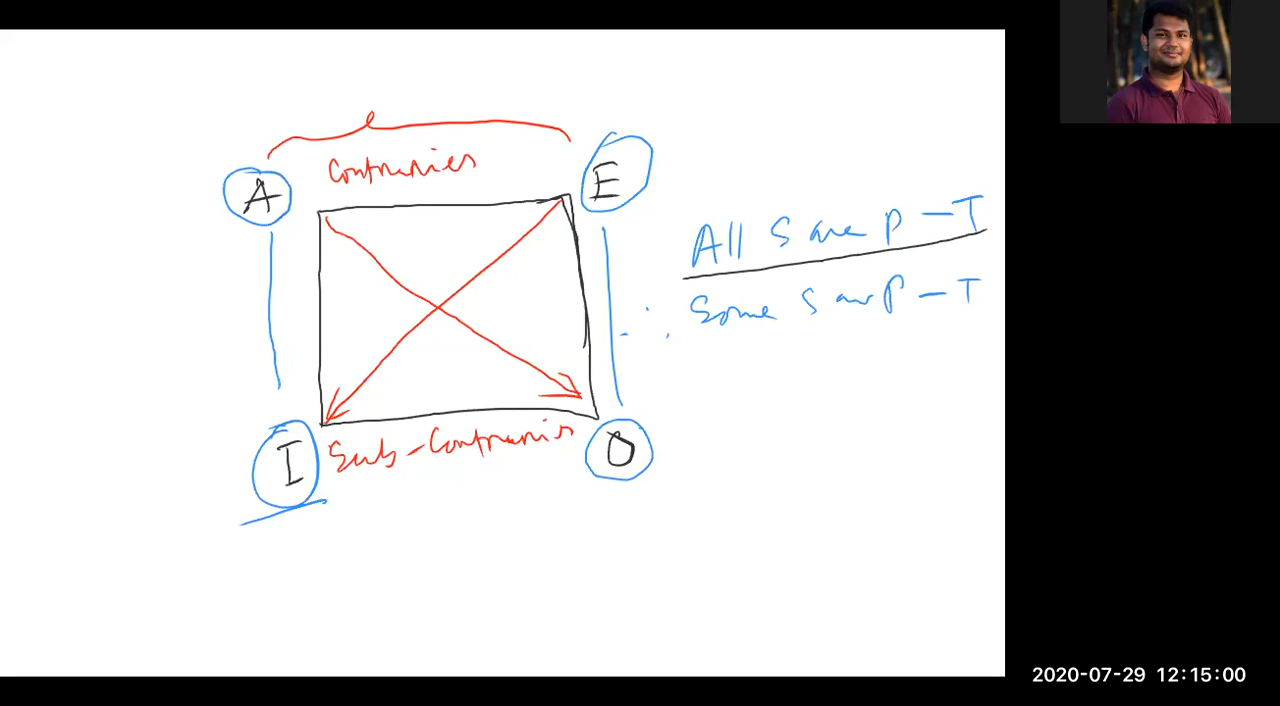 Contraries
A
E
All S are P - T
∴ Some S are P - T
I
Sub-Contraries
O
2020-07-29 12:15:00